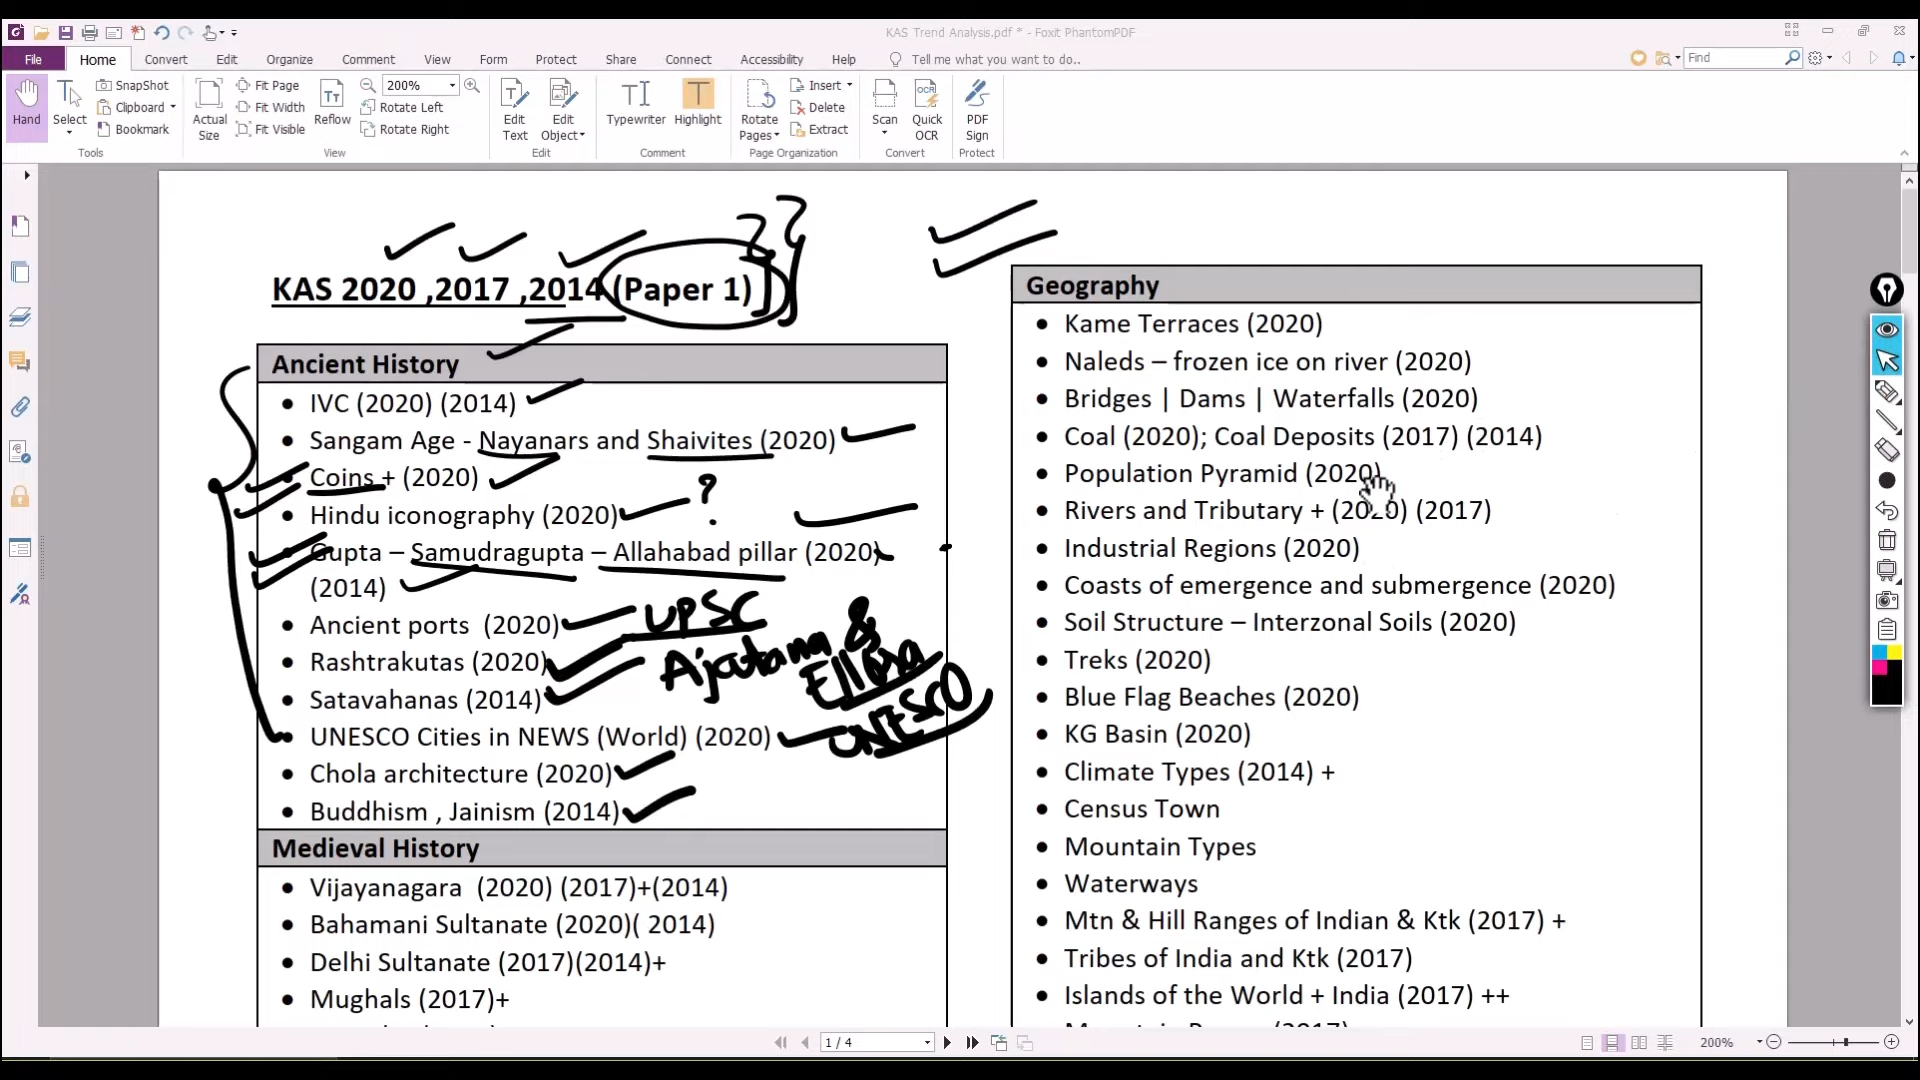 KAS Trend Analysis.pdf * - Foxit PhantomPDF
File Home Convert Edit Organize Comment View Form Protect Share Connect Accessibility Help Tell me what you want to do.. Find
Hand
Select
SnapShot
Clipboard
Bookmark
Tools
Actual Size
Fit Page
Fit Width
Fit Visible
Reflow
200%
Rotate Left
Rotate Right
View
Edit Text
Edit Object
Edit
Typewriter
Highlight
Comment
Rotate Pages
Insert
Delete
Extract
Page Organization
Scan
Quick OCR
Convert
PDF Sign
Protect
KAS 2020 ,2017 ,2014 (Paper 1)
Ancient History
• IVC (2020) (2014)
• Sangam Age - Nayanars and Shaivites (2020)
• Coins + (2020)
• Hindu iconography (2020)
?
• Gupta – Samudragupta – Allahabad pillar (2020)
(2014)
• Ancient ports (2020)
UPSC
• Rashtrakutas (2020)
Ajatana &
Ellora
• Satavahanas (2014)
UNESCO
• UNESCO Cities in NEWS (World) (2020)
• Chola architecture (2020)
• Buddhism , Jainism (2014)
Medieval History
• Vijayanagara (2020) (2017)+(2014)
• Bahamani Sultanate (2020)( 2014)
• Delhi Sultanate (2017)(2014)+
• Mughals (2017)+
Geography
• Kame Terraces (2020)
• Naleds – frozen ice on river (2020)
• Bridges | Dams | Waterfalls (2020)
• Coal (2020); Coal Deposits (2017) (2014)
• Population Pyramid (2020)
• Rivers and Tributary + (2020) (2017)
• Industrial Regions (2020)
• Coasts of emergence and submergence (2020)
• Soil Structure – Interzonal Soils (2020)
• Treks (2020)
• Blue Flag Beaches (2020)
• KG Basin (2020)
• Climate Types (2014) +
• Census Town
• Mountain Types
• Waterways
• Mtn & Hill Ranges of Indian & Ktk (2017) +
• Tribes of India and Ktk (2017)
• Islands of the World + India (2017) ++
1 / 4
200%